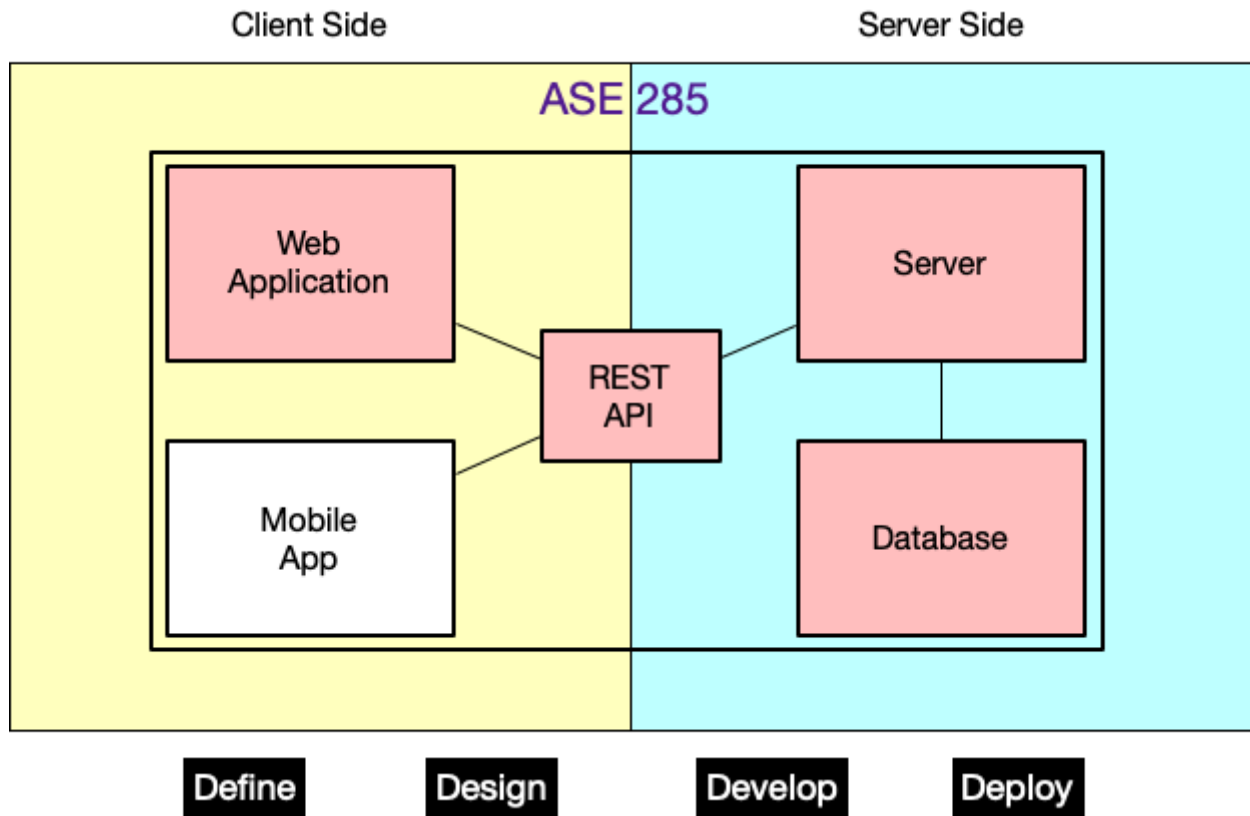 Client Side
Server Side
ASE 285
Web
Application
Server
REST
API
Mobile
App
Database
Define
Design
Develop
Deploy